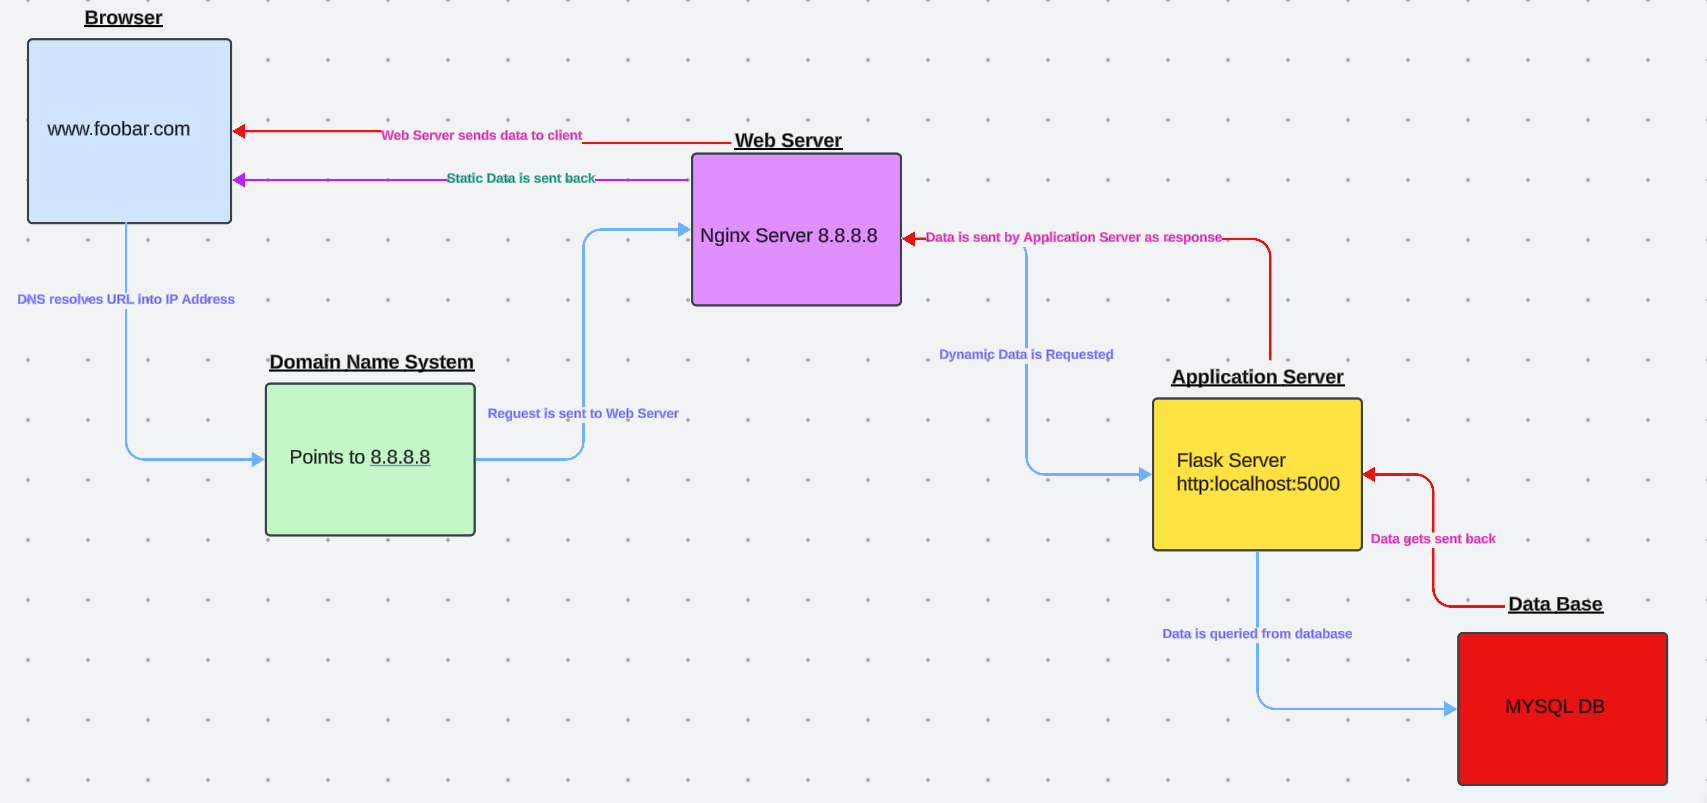 Browser
www.foobar.com
Web Server sends data to client
Web Server
Static Data is sent back
Nginx Server 8.8.8.8
Data is sent by Application Server as response
DNS resolves URL into IP Address
Domain Name System
Dynamic Data is Requested
Application Server
Request is sent to Web Server
Points to 8.8.8.8
Flask Server
http:localhost:5000
Data gets sent back
Data Base
Data is queried from database
MYSQL DB